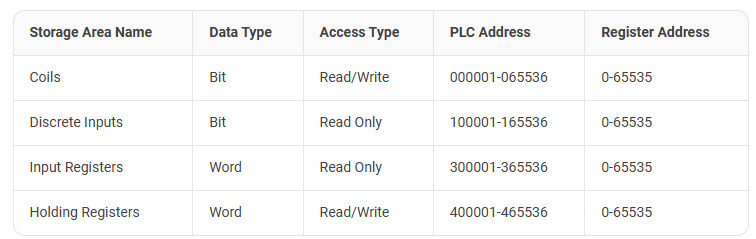 Storage Area Name Data Type Access Type PLC Address Register Address
Coils Bit Read/Write 000001-065536 0-65535
Discrete Inputs Bit Read Only 100001-165536 0-65535
Input Registers Word Read Only 300001-365536 0-65535
Holding Registers Word Read/Write 400001-465536 0-65535